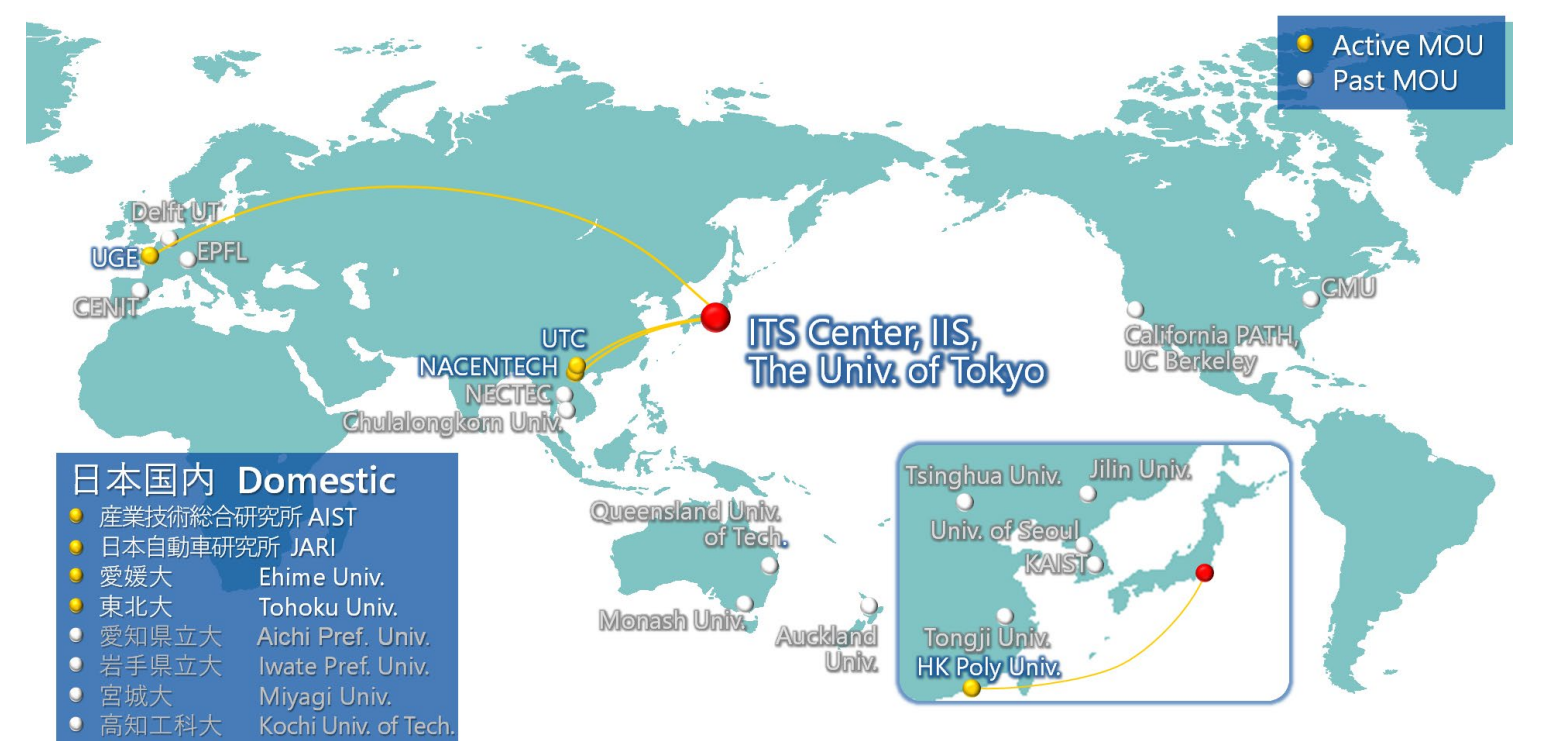 Active MOU
Past MOU
Delft UT
UGE
EPFL
CENIT
CMU
California PATH,
UC Berkeley
ITS Center, IIS,
The Univ. of Tokyo
UTC
NACENTECH
NECTEC
Chulalongkorn Univ.
Queensland Univ.
of Tech.
Monash Univ.
Auckland
Univ.
Tsinghua Univ.
Jilin Univ.
Univ. of Seoul
KAIST
Tongji Univ.
HK Poly Univ.
日本国内 Domestic
産業技術総合研究所 AIST
日本自動車研究所 JARI
愛媛大 Ehime Univ.
東北大 Tohoku Univ.
愛知県立大 Aichi Pref. Univ.
岩手県立大 Iwate Pref. Univ.
宮城大 Miyagi Univ.
高知工科大 Kochi Univ. of Tech.